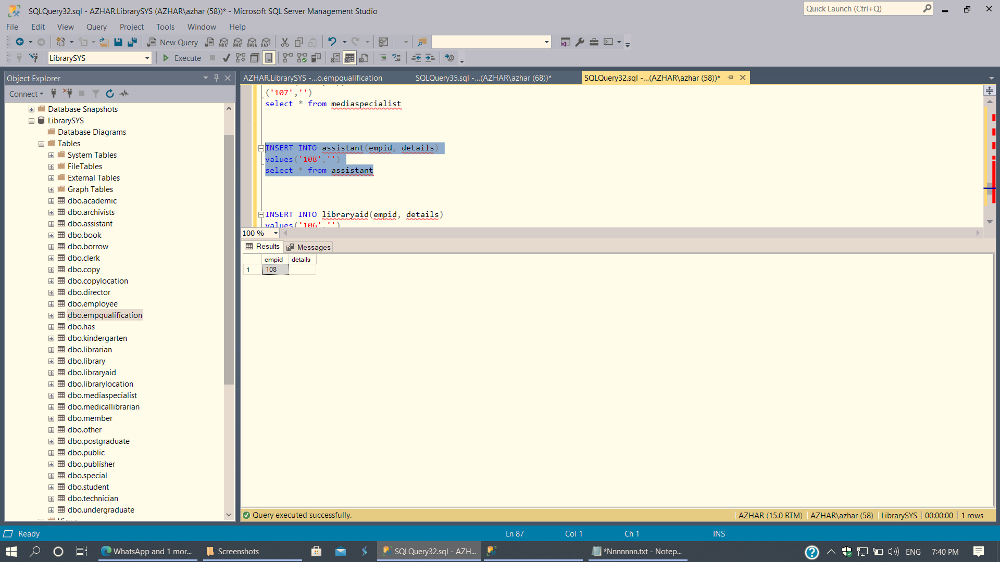 SQLQuery32.sql - AZHAR.LibrarySYS (AZHAR\azhar (58))* - Microsoft SQL Server Management Studio
Quick Launch (Ctrl+Q)
File Edit View Query Project Tools Window Help
New Query MDX DMX XMLA DAX
LibrarySYS Execute
Object Explorer
Connect
Database Snapshots
LibrarySYS
Database Diagrams
Tables
System Tables
FileTables
External Tables
Graph Tables
dbo.academic
dbo.archivists
dbo.assistant
dbo.book
dbo.borrow
dbo.clerk
dbo.copy
dbo.copylocation
dbo.director
dbo.employee
dbo.empqualification
dbo.has
dbo.kindergarten
dbo.librarian
dbo.library
dbo.libraryaid
dbo.librarylocation
dbo.mediaspecialist
dbo.medicallibrarian
dbo.member
dbo.other
dbo.postgraduate
dbo.public
dbo.publisher
dbo.special
dbo.student
dbo.technician
dbo.undergraduate
Views
AZHAR.LibrarySYS -...o.empqualification SQLQuery35.sql -...(AZHAR\azhar (68))* SQLQuery32.sql -...(AZHAR\azhar (58))*
('107','')
select * from mediaspecialist
INSERT INTO assistant(empid, details)
values('108','')
select * from assistant
INSERT INTO libraryaid(empid, details)
values('106','')
100 %
Results Messages
empid details
1 108
Query executed successfully. AZHAR (15.0 RTM) AZHAR\azhar (58) LibrarySYS 00:00:00 1 rows
Ready Ln 87 Col 1 Ch 1 INS
WhatsApp and 1 mor... Screenshots SQLQuery32.sql - AZH... *Nnnnnnn.txt - Notep... ENG 7:40 PM